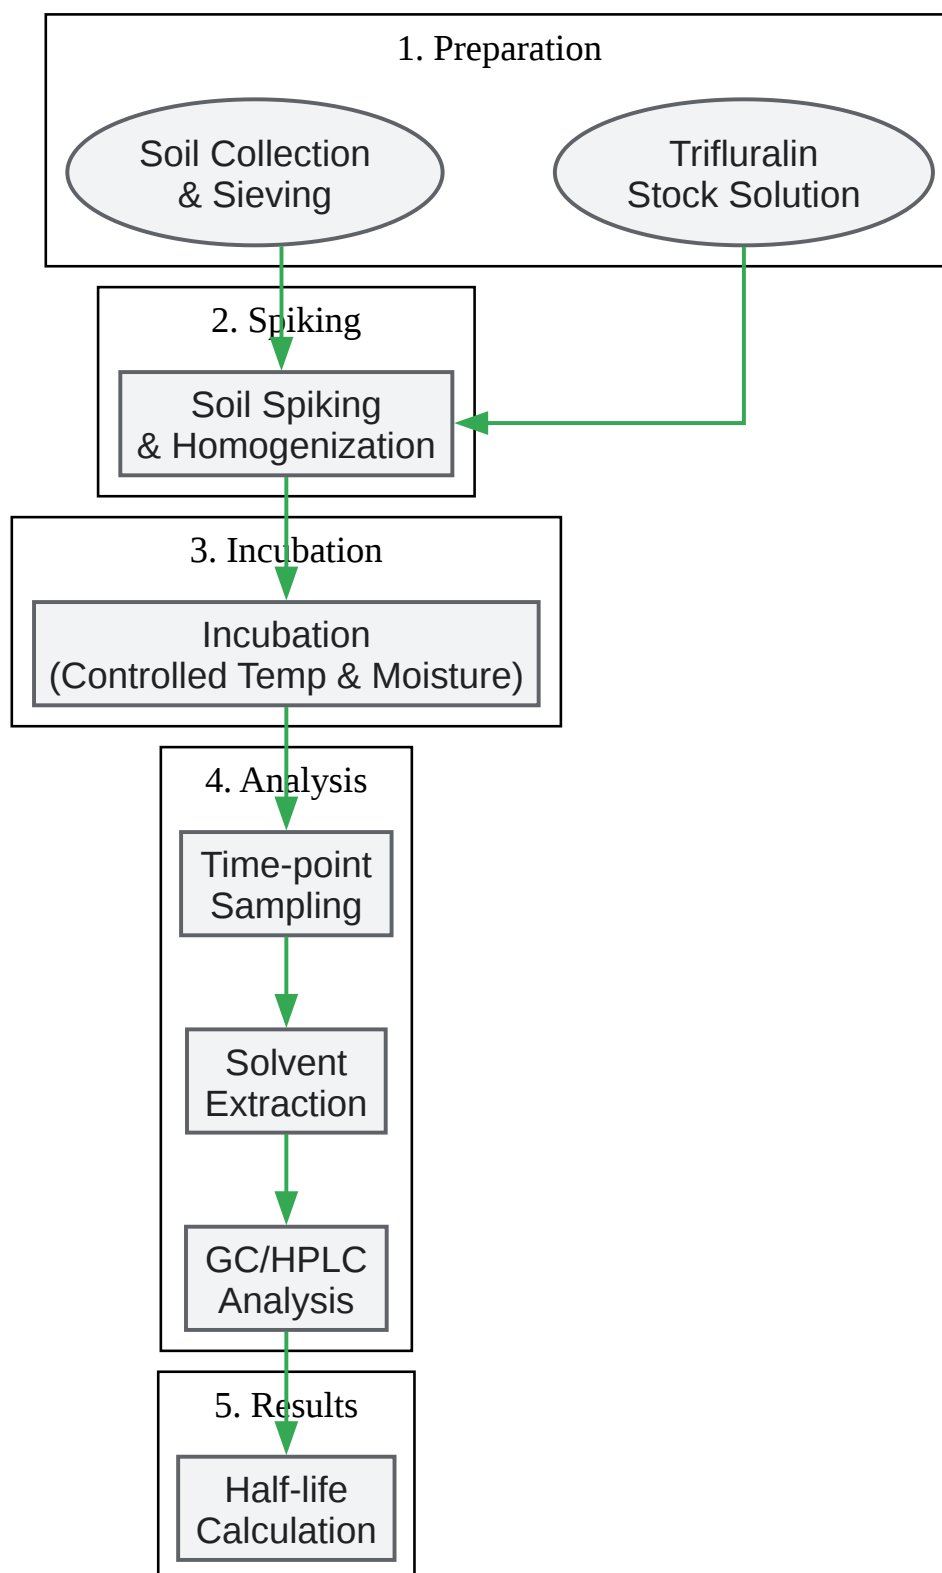 1. Preparation
Soil Collection
& Sieving
Trifluralin
Stock Solution
2. Spiking
Soil Spiking
& Homogenization
3. Incubation
Incubation
(Controlled Temp & Moisture)
4. Analysis
Time-point
Sampling
Solvent
Extraction
GC/HPLC
Analysis
5. Results
Half-life
Calculation